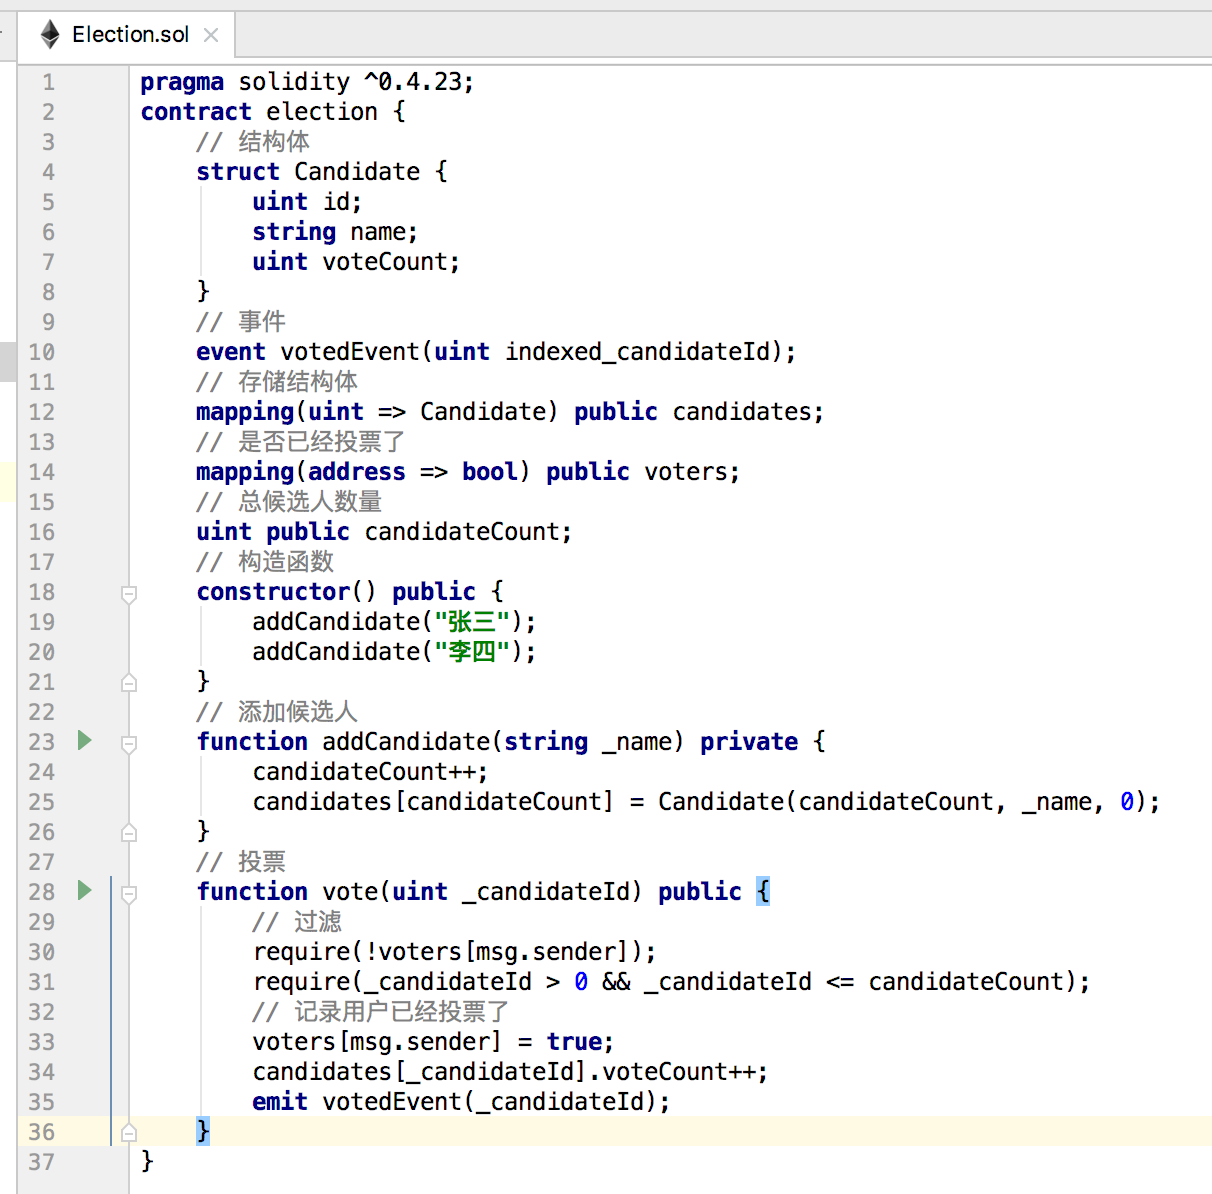 Election.sol
1 pragma solidity ^0.4.23;
2 contract election {
3 // 结构体
4 struct Candidate {
5 uint id;
6 string name;
7 uint voteCount;
8 }
9 // 事件
10 event votedEvent(uint indexed_candidateId);
11 // 存储结构体
12 mapping(uint => Candidate) public candidates;
13 // 是否已经投票了
14 mapping(address => bool) public voters;
15 // 总候选人数量
16 uint public candidateCount;
17 // 构造函数
18 constructor() public {
19 addCandidate("张三");
20 addCandidate("李四");
21 }
22 // 添加候选人
23 function addCandidate(string _name) private {
24 candidateCount++;
25 candidates[candidateCount] = Candidate(candidateCount, _name, 0);
26 }
27 // 投票
28 function vote(uint _candidateId) public {
29 // 过滤
30 require(!voters[msg.sender]);
31 require(_candidateId > 0 && _candidateId <= candidateCount);
32 // 记录用户已经投票了
33 voters[msg.sender] = true;
34 candidates[_candidateId].voteCount++;
35 emit votedEvent(_candidateId);
36 }
37 }